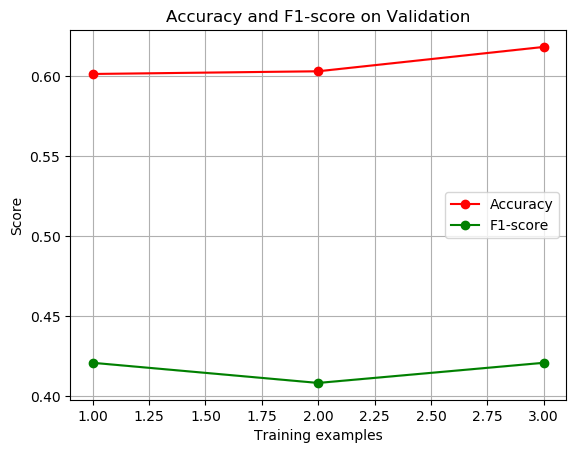 Accuracy and F1-score on Validation
Score
0.60
0.55
0.50
0.45
0.40
Accuracy
F1-score
1.00 1.25 1.50 1.75 2.00 2.25 2.50 2.75 3.00
Training examples